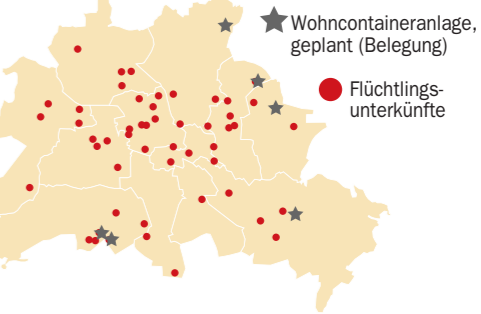 Wohncontaineranlage,
geplant (Belegung)
Flüchtlings-
unterkünfte